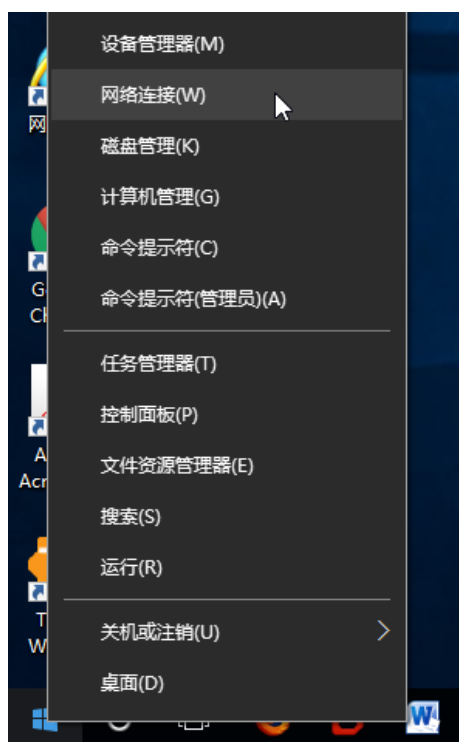 设备管理器(M)
网络连接(W)
磁盘管理(K)
计算机管理(G)
命令提示符(C)
命令提示符(管理员)(A)
任务管理器(T)
控制面板(P)
文件资源管理器(E)
搜索(S)
运行(R)
关机或注销(U)
桌面(D)
网
G
A
Acr
T
W